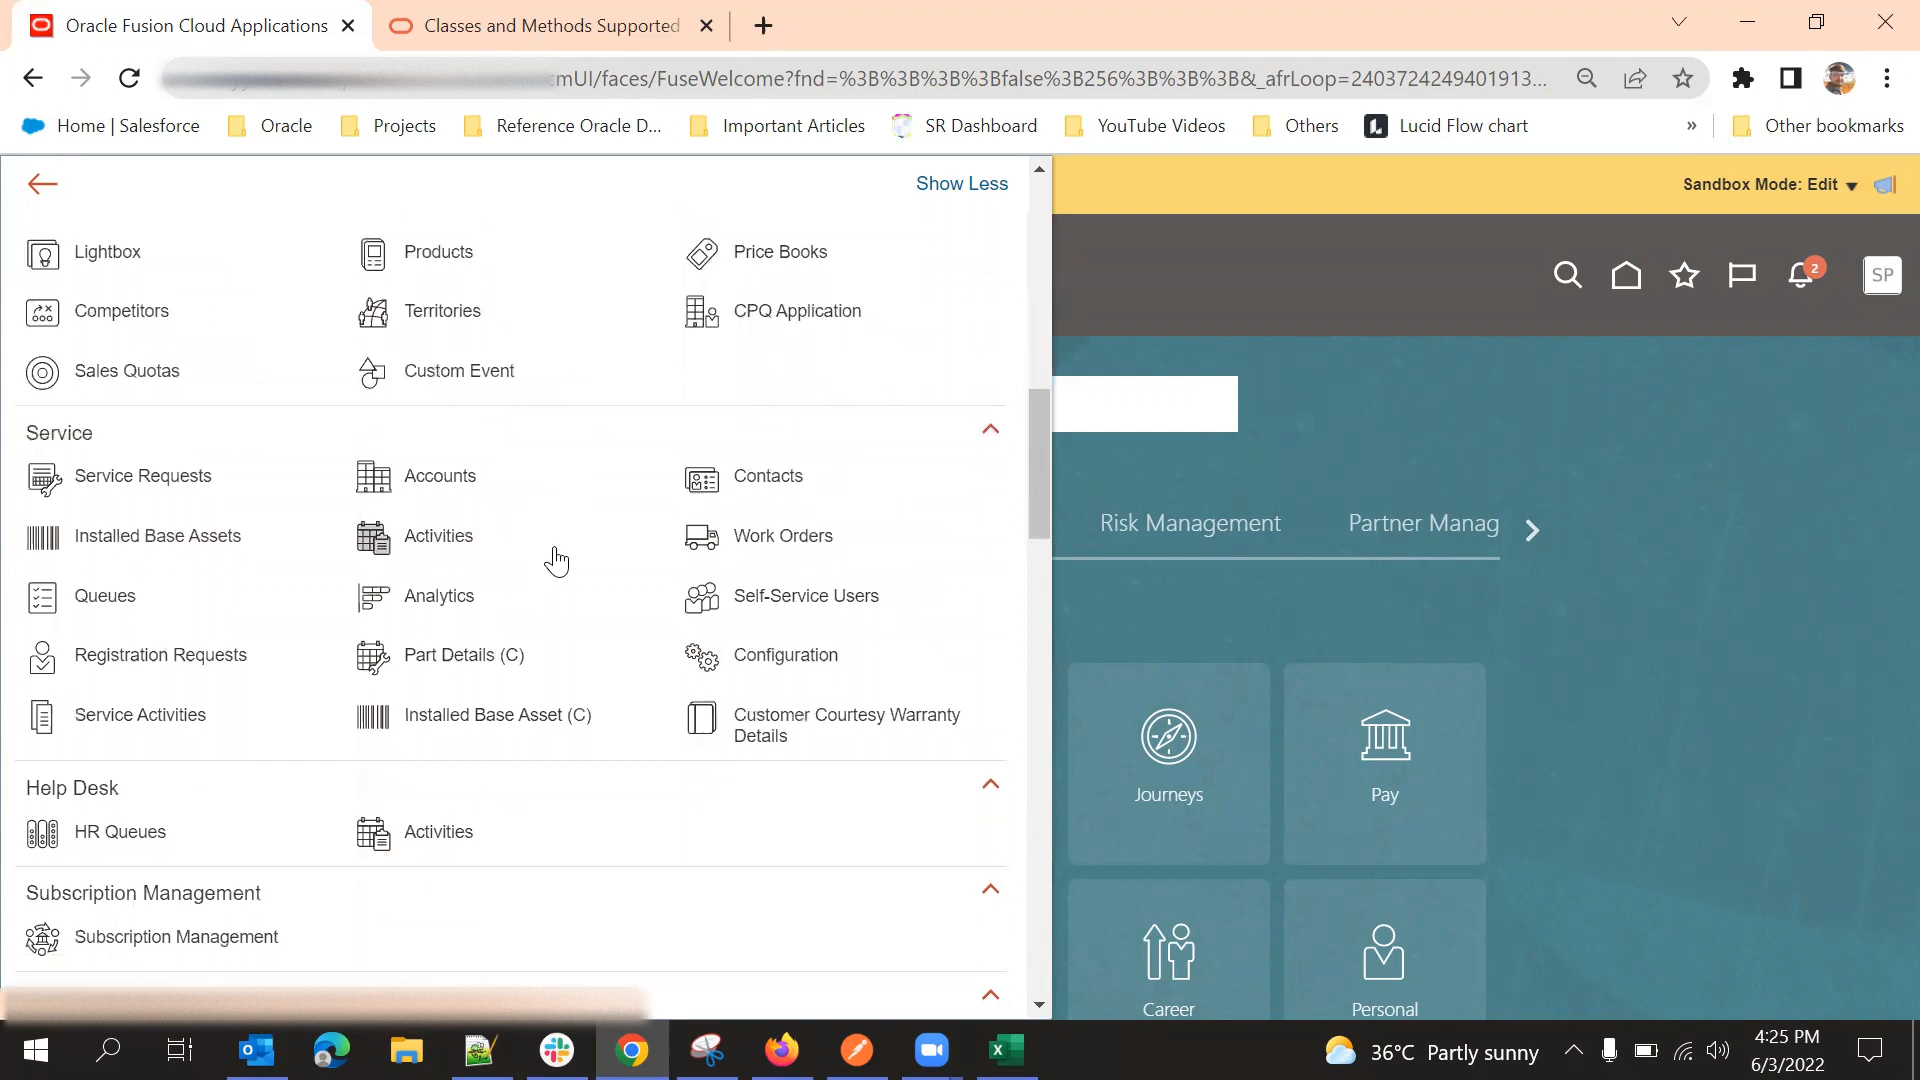 Oracle Fusion Cloud Applications
Classes and Methods Supported
cmUI/faces/FuseWelcome?fnd=%3B%3B%3B%3Bfalse%3B256%3B%3B%3B&_afrLoop=2403724249401913...
Home | Salesforce
Oracle
Projects
Reference Oracle D...
Important Articles
SR Dashboard
YouTube Videos
Others
Lucid Flow chart
»
Other bookmarks
Show Less
Sandbox Mode: Edit
Lightbox
Products
Price Books
2
SP
Competitors
Territories
CPQ Application
Sales Quotas
Custom Event
Service
Service Requests
Accounts
Contacts
Risk Management
Partner Manag
Installed Base Assets
Activities
Work Orders
Queues
Analytics
Self-Service Users
Registration Requests
Part Details (C)
Configuration
Service Activities
Installed Base Asset (C)
Customer Courtesy Warranty
Details
Journeys
Pay
Help Desk
HR Queues
Activities
Subscription Management
Subscription Management
Career
Personal
36°C Partly sunny
4:25 PM
6/3/2022